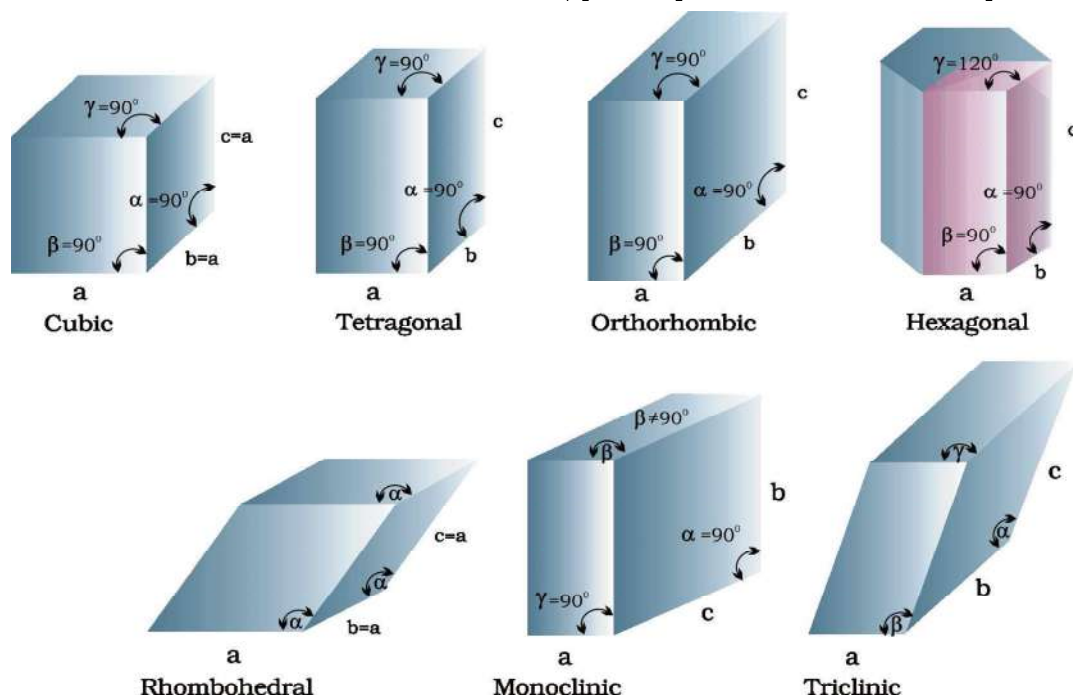 γ=90°
c=a
α=90°
β=90°
b=a
a
Cubic
γ=90°
c
α=90°
β=90°
b
a
Tetragonal
γ=90°
c
α=90°
β=90°
b
a
Orthorhombic
γ=120°
c
α=90°
β=90°
b
a
Hexagonal
α
c=a
α
α
b=a
a
Rhombohedral
β≠90°
β
b
α=90°
γ=90°
c
a
Monoclinic
γ
c
α
b
β
a
Triclinic